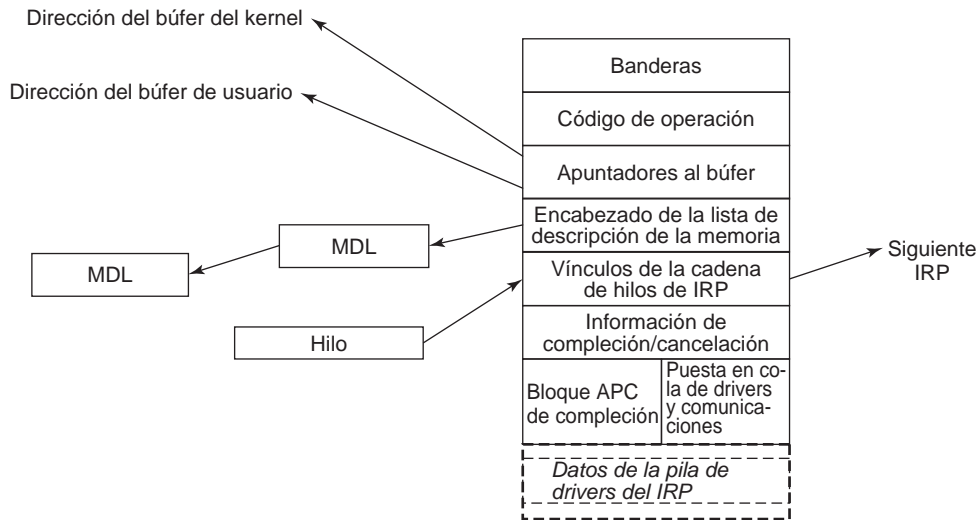 Dirección del búfer del kernel
Dirección del búfer de usuario
Banderas
Código de operación
Apuntadores al búfer
Encabezado de la lista de
descripción de la memoria
MDL
MDL
Vínculos de la cadena
de hilos de IRP
Siguiente
IRP
Hilo
Información de
compleción/cancelación
Bloque APC
de compleción
Puesta en co-
la de drivers
y comunica-
ciones
Datos de la pila de
drivers del IRP